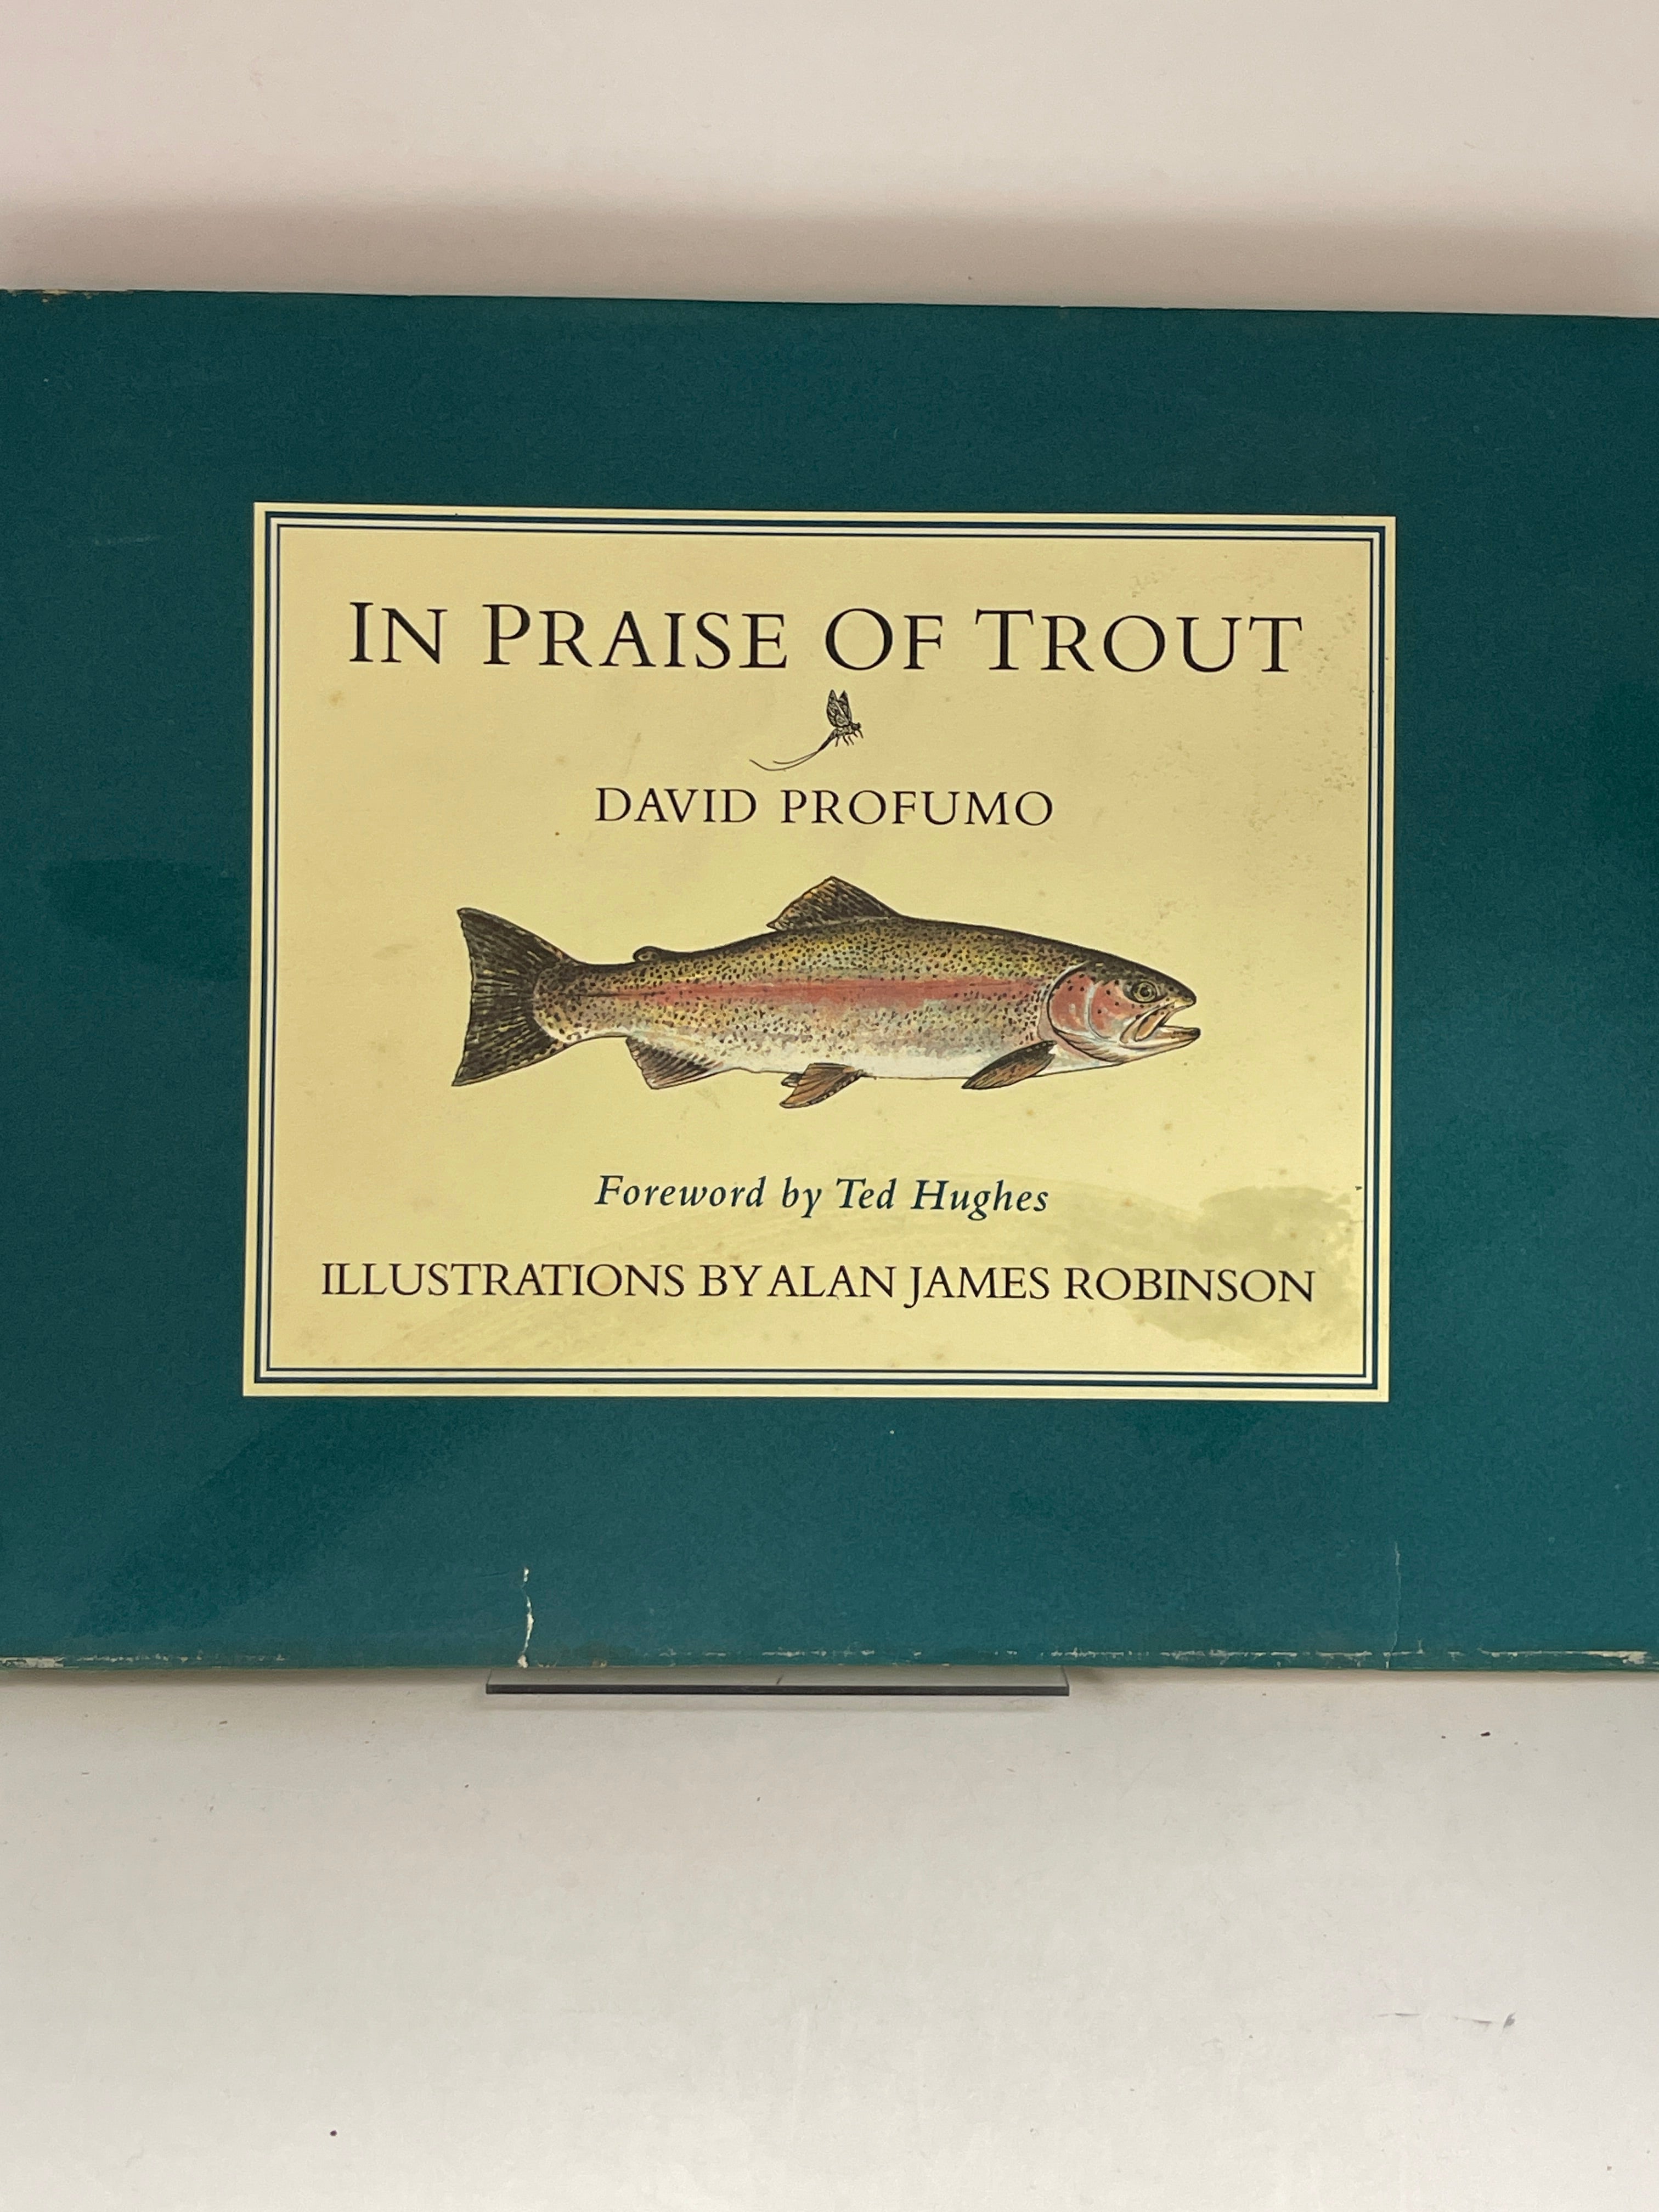 IN PRAISE OF TROUT
DAVID PROFUMO
Foreword by Ted Hughes
ILLUSTRATIONS BY ALAN JAMES ROBINSON